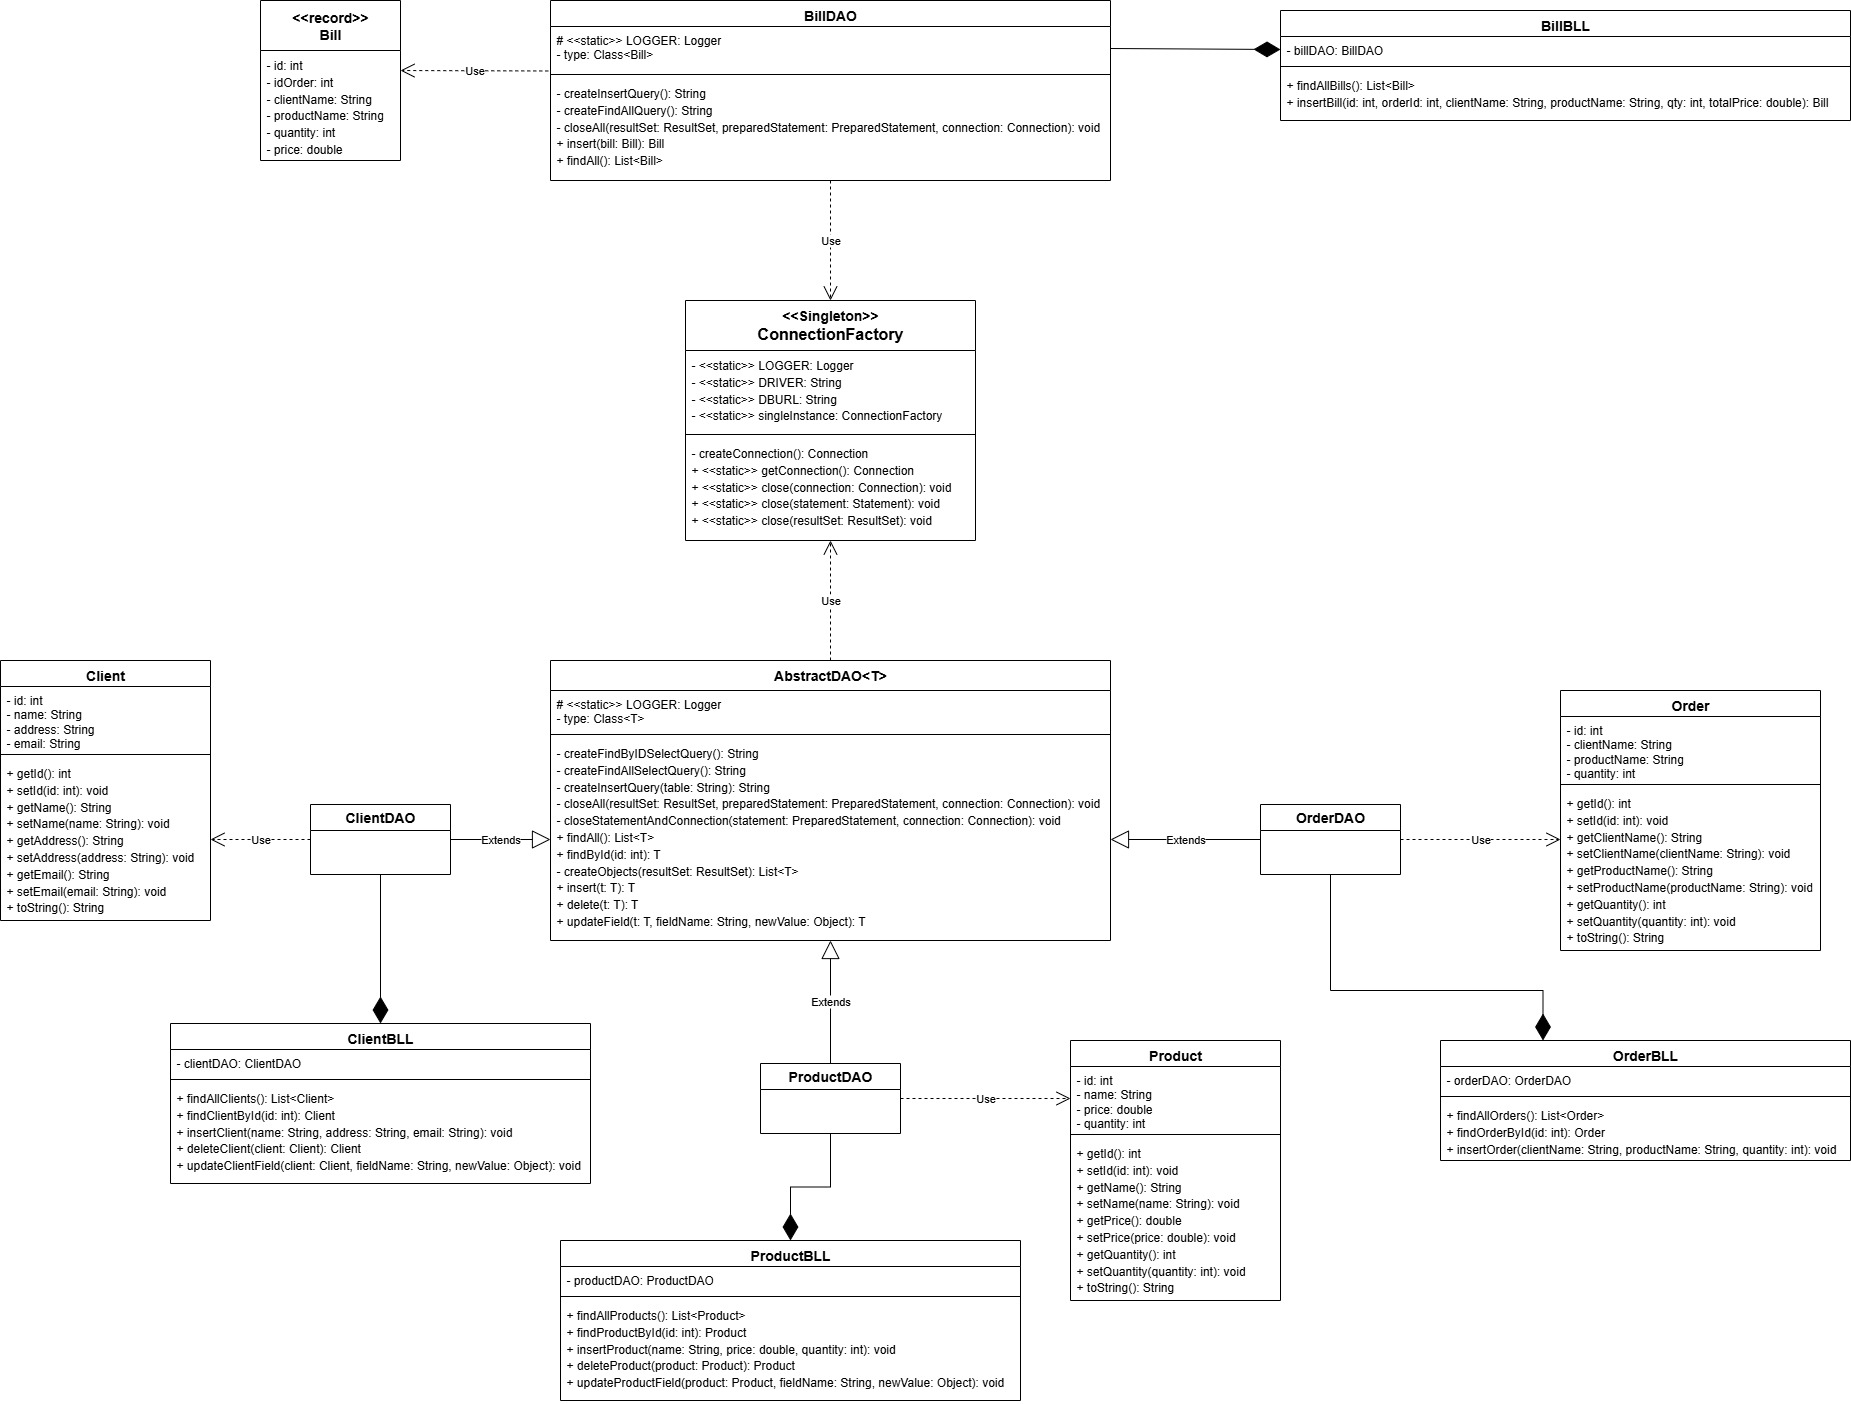 <<record>>
Bill
- id: int
- idOrder: int
- clientName: String
- productName: String
- quantity: int
- price: double
Use
BillDAO
# <<static>> LOGGER: Logger
- type: Class<Bill>
- createInsertQuery(): String
- createFindAllQuery(): String
- closeAll(resultSet: ResultSet, preparedStatement: PreparedStatement, connection: Connection): void
+ insert(bill: Bill): Bill
+ findAll(): List<Bill>
BillBLL
- billDAO: BillDAO
+ findAllBills(): List<Bill>
+ insertBill(id: int, orderId: int, clientName: String, productName: String, qty: int, totalPrice: double): Bill
Use
<<Singleton>>
ConnectionFactory
- <<static>> LOGGER: Logger
- <<static>> DRIVER: String
- <<static>> DBURL: String
- <<static>> singleInstance: ConnectionFactory
- createConnection(): Connection
+ <<static>> getConnection(): Connection
+ <<static>> close(connection: Connection): void
+ <<static>> close(statement: Statement): void
+ <<static>> close(resultSet: ResultSet): void
Use
Client
- id: int
- name: String
- address: String
- email: String
+ getId(): int
+ setId(id: int): void
+ getName(): String
+ setName(name: String): void
+ getAddress(): String
+ setAddress(address: String): void
+ getEmail(): String
+ setEmail(email: String): void
+ toString(): String
Use
ClientDAO
Extends
AbstractDAO<T>
# <<static>> LOGGER: Logger
- type: Class<T>
- createFindByIDSelectQuery(): String
- createFindAllSelectQuery(): String
- createInsertQuery(table: String): String
- closeAll(resultSet: ResultSet, preparedStatement: PreparedStatement, connection: Connection): void
- closeStatementAndConnection(statement: PreparedStatement, connection: Connection): void
+ findAll(): List<T>
+ findById(id: int): T
- createObjects(resultSet: ResultSet): List<T>
+ insert(t: T): T
+ delete(t: T): T
+ updateField(t: T, fieldName: String, newValue: Object): T
Extends
OrderDAO
Use
Order
- id: int
- clientName: String
- productName: String
- quantity: int
+ getId(): int
+ setId(id: int): void
+ getClientName(): String
+ setClientName(clientName: String): void
+ getProductName(): String
+ setProductName(productName: String): void
+ getQuantity(): int
+ setQuantity(quantity: int): void
+ toString(): String
Extends
ClientBLL
- clientDAO: ClientDAO
+ findAllClients(): List<Client>
+ findClientById(id: int): Client
+ insertClient(name: String, address: String, email: String): void
+ deleteClient(client: Client): Client
+ updateClientField(client: Client, fieldName: String, newValue: Object): void
ProductDAO
Use
Product
- id: int
- name: String
- price: double
- quantity: int
+ getId(): int
+ setId(id: int): void
+ getName(): String
+ setName(name: String): void
+ getPrice(): double
+ setPrice(price: double): void
+ getQuantity(): int
+ setQuantity(quantity: int): void
+ toString(): String
OrderBLL
- orderDAO: OrderDAO
+ findAllOrders(): List<Order>
+ findOrderById(id: int): Order
+ insertOrder(clientName: String, productName: String, quantity: int): void
ProductBLL
- productDAO: ProductDAO
+ findAllProducts(): List<Product>
+ findProductById(id: int): Product
+ insertProduct(name: String, price: double, quantity: int): void
+ deleteProduct(product: Product): Product
+ updateProductField(product: Product, fieldName: String, newValue: Object): void